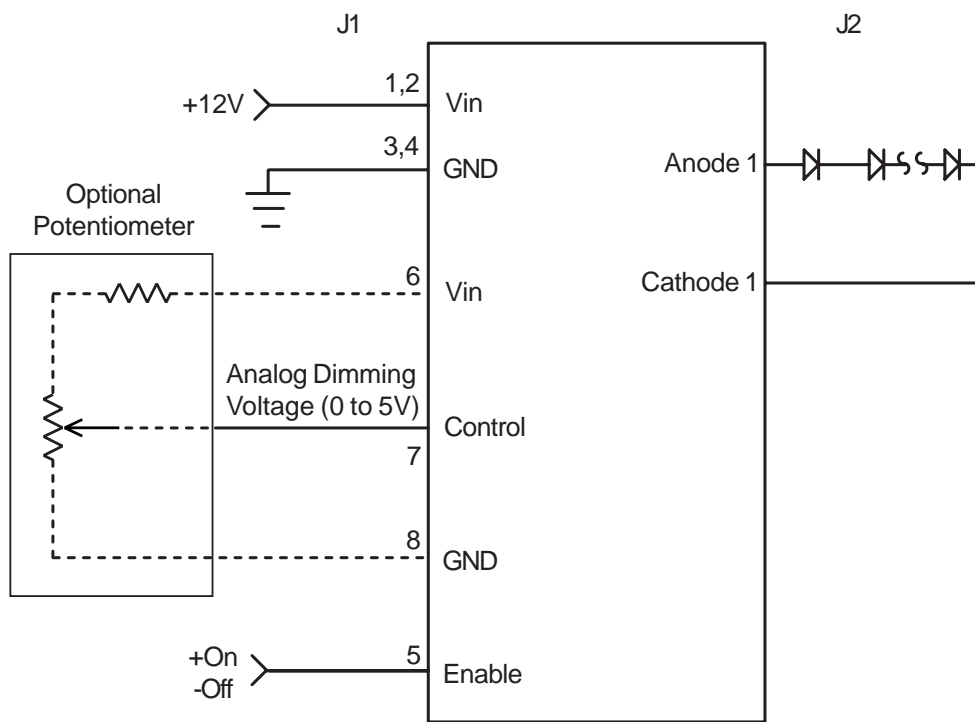 J1
J2
+12V
1,2
Vin
3,4
GND
Anode 1
Optional
Potentiometer
6
Vin
Cathode 1
Analog Dimming
Voltage (0 to 5V)
Control
7
8
GND
+On
-Off
5
Enable